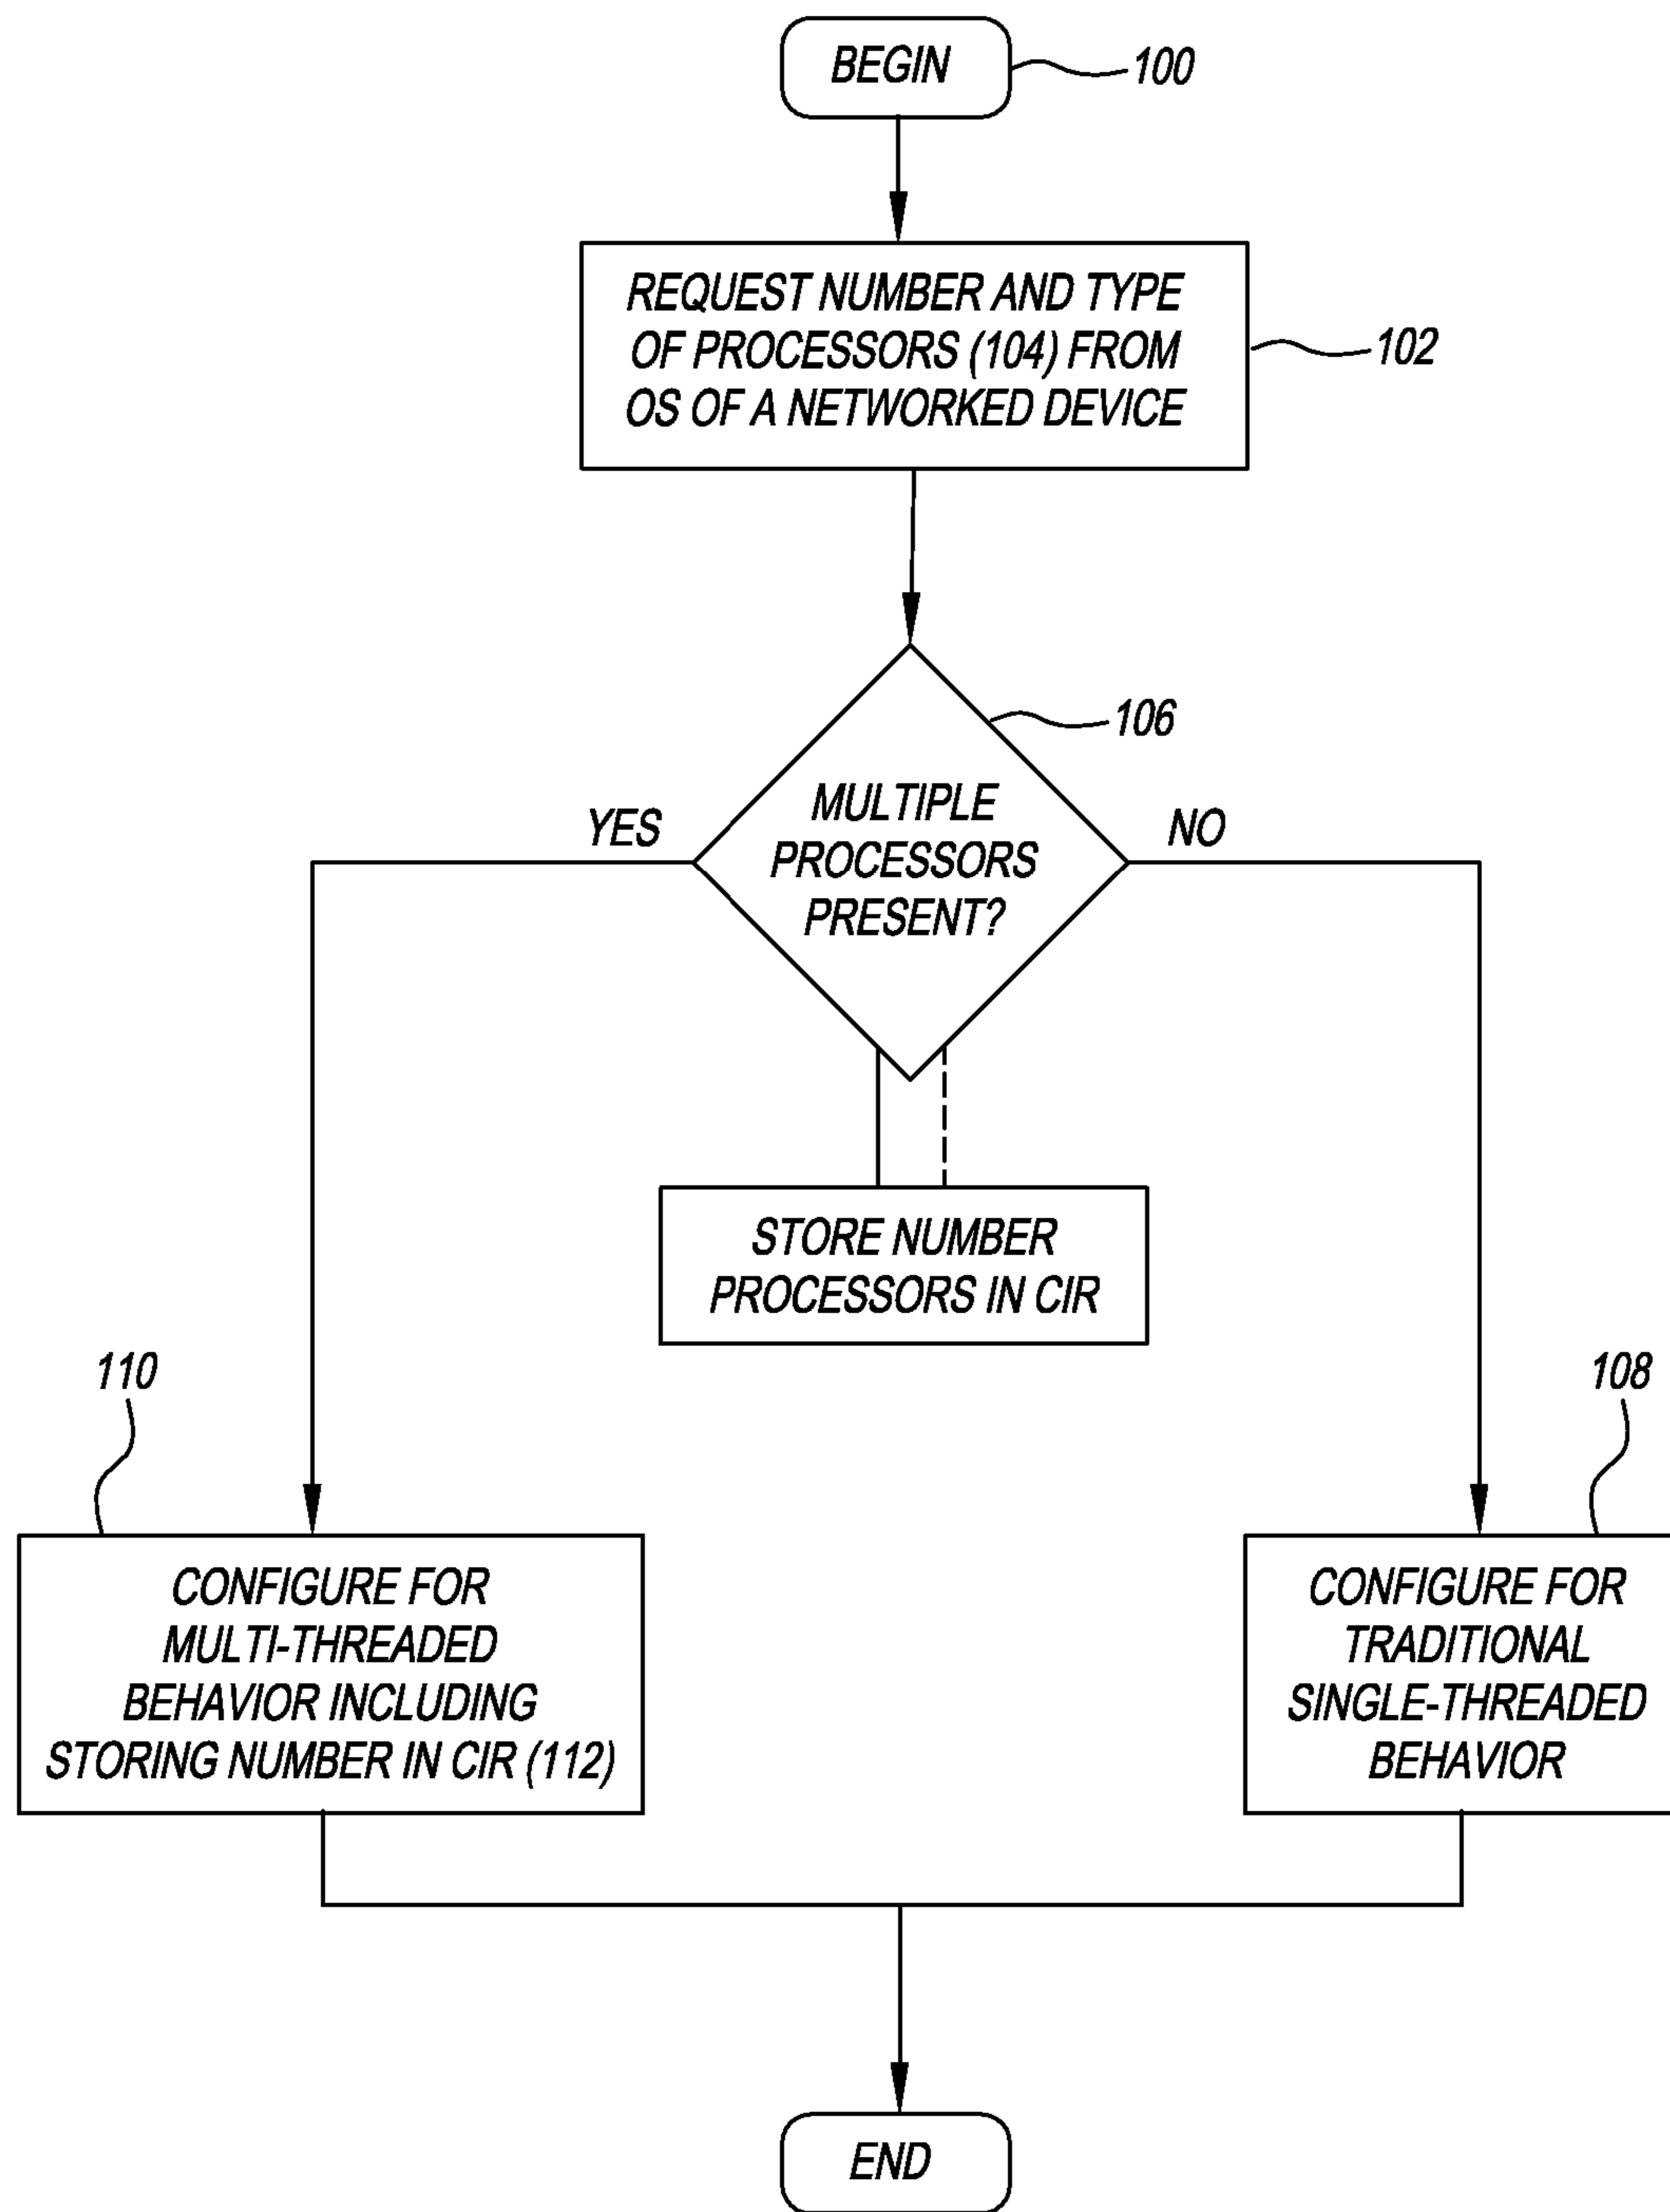 BEGIN
100
REQUEST NUMBER AND TYPE
OF PROCESSORS (104) FROM
OS OF A NETWORKED DEVICE
102
106
MULTIPLE
PROCESSORS
PRESENT?
YES
NO
STORE NUMBER
PROCESSORS IN CIR
110
108
CONFIGURE FOR
MULTI-THREADED
BEHAVIOR INCLUDING
STORING NUMBER IN CIR (112)
CONFIGURE FOR
TRADITIONAL
SINGLE-THREADED
BEHAVIOR
END